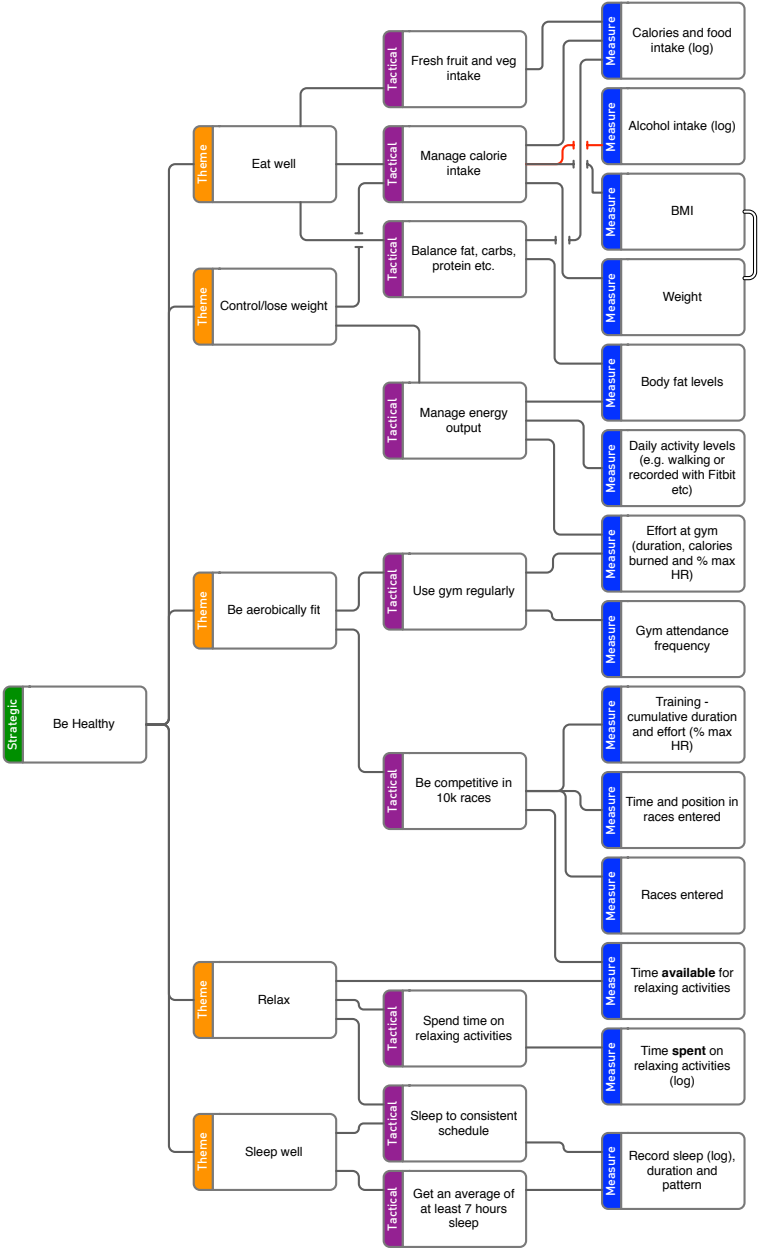 Strategic
Be Healthy
Theme
Eat well
Theme
Control/lose weight
Theme
Be aerobically fit
Theme
Relax
Theme
Sleep well
Tactical
Fresh fruit and veg
intake
Tactical
Manage calorie
intake
Tactical
Balance fat, carbs,
protein etc.
Tactical
Manage energy
output
Tactical
Use gym regularly
Tactical
Be competitive in
10k races
Tactical
Spend time on
relaxing activities
Tactical
Sleep to consistent
schedule
Tactical
Get an average of
at least 7 hours
sleep
Measure
Calories and food
intake (log)
Measure
Alcohol intake (log)
Measure
BMI
Measure
Weight
Measure
Body fat levels
Measure
Daily activity levels
(e.g. walking or
recorded with Fitbit
etc)
Measure
Effort at gym
(duration, calories
burned and % max
HR)
Measure
Gym attendance
frequency
Measure
Training -
cumulative duration
and effort (% max
HR)
Measure
Time and position in
races entered
Measure
Races entered
Measure
Time available for
relaxing activities
Measure
Time spent on
relaxing activities
(log)
Measure
Record sleep (log),
duration and
pattern